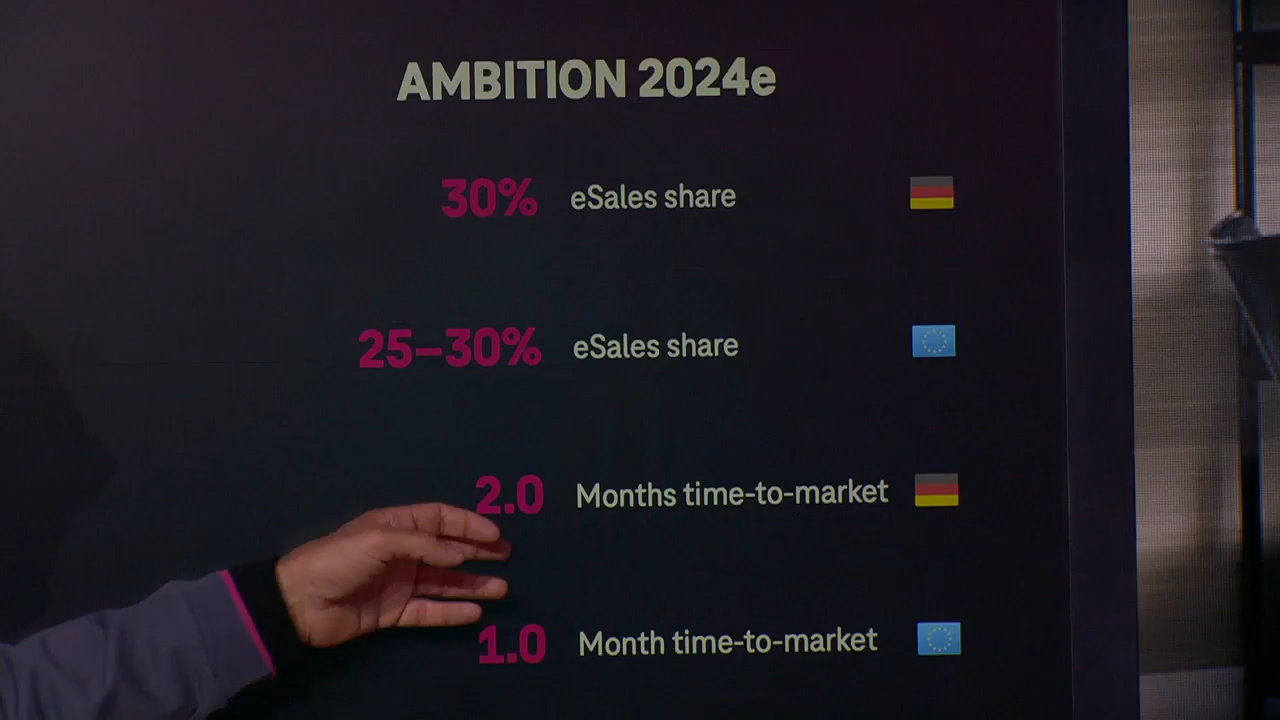 AMBITION 2024e
30% eSales share
25–30% eSales share
2.0 Months time-to-market
1.0 Month time-to-market